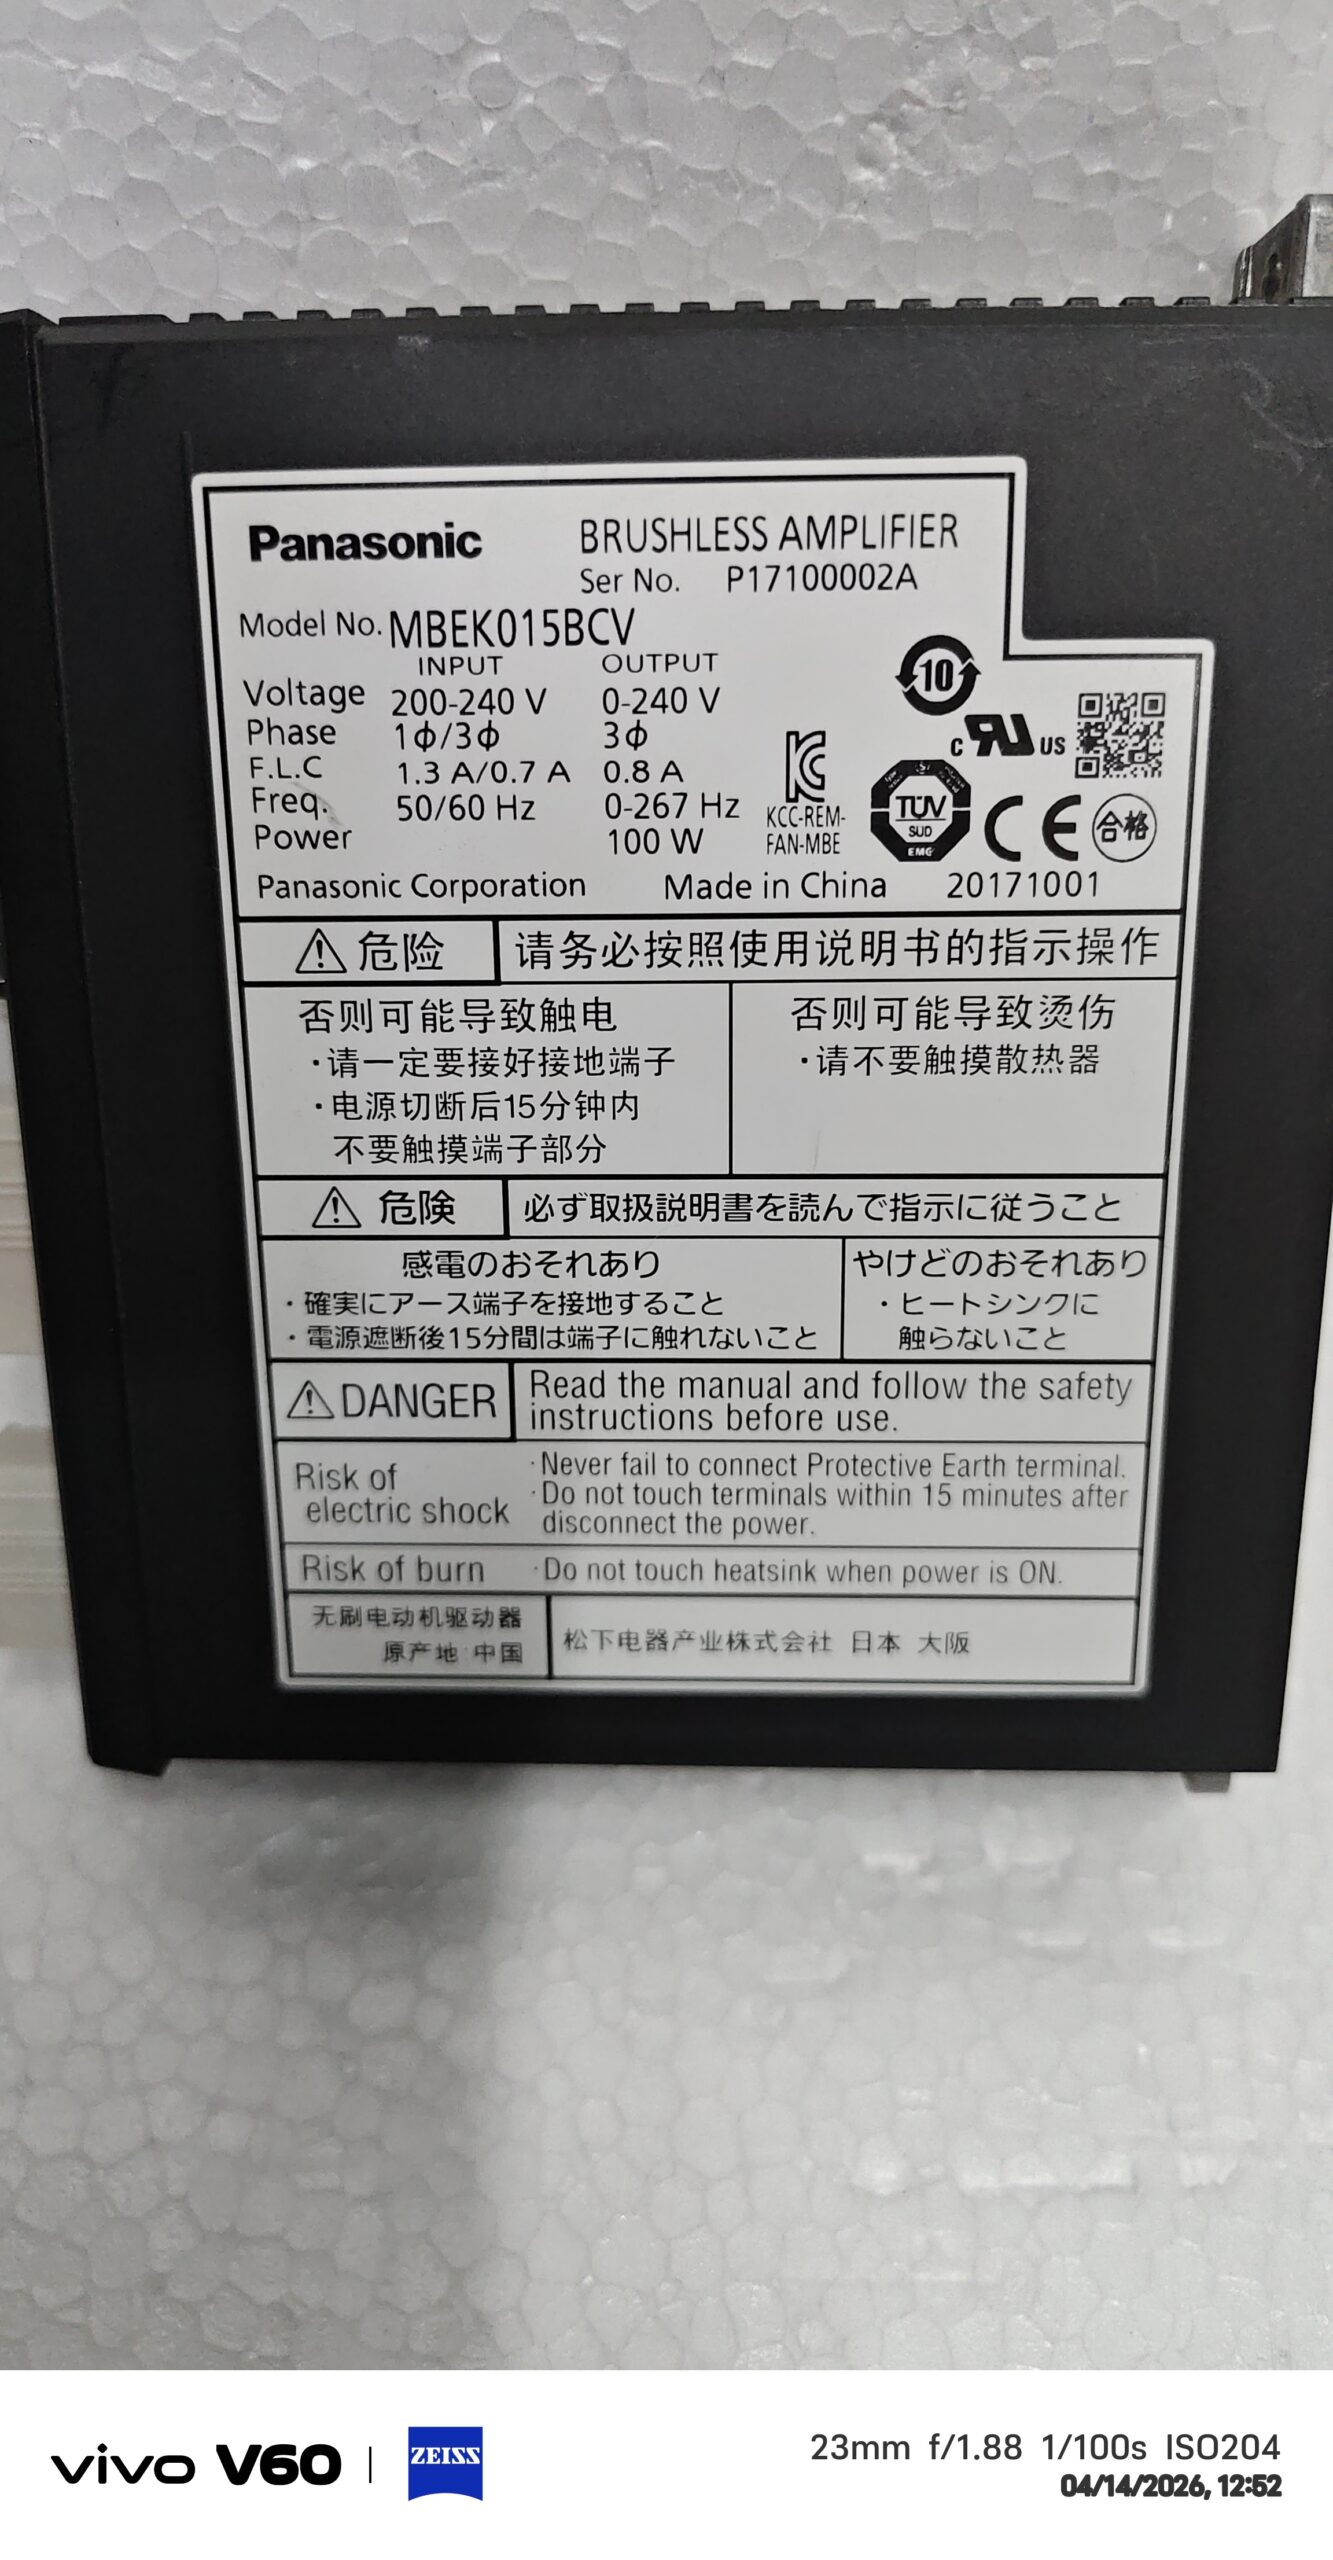 Panasonic BRUSHLESS AMPLIFIER
Ser No. P17100002A
Model No. MBEK015BCV
INPUT OUTPUT
Voltage 200-240 V 0-240 V
Phase 1ϕ/3ϕ 3ϕ
F.L.C 1.3 A/0.7 A 0.8 A
Freq. 50/60 Hz 0-267 Hz
Power 100 W
10
c RU US
KC
KCC-REM-
FAN-MBE
TÜV
SUD
EMC
CE
合格
Panasonic Corporation Made in China 20171001
⚠危险 请务必按照使用说明书的指示操作
否则可能导致触电
・请一定要接好接地端子
・电源切断后15分钟内
不要触摸端子部分
否则可能导致烫伤
・请不要触摸散热器
⚠危険 必ず取扱説明書を読んで指示に従うこと
感電のおそれあり
・確実にアース端子を接地すること
・電源遮断後15分間は端子に触れないこと
やけどのおそれあり
・ヒートシンクに
触らないこと
⚠DANGER
Read the manual and follow the safety
instructions before use.
Risk of
electric shock
・Never fail to connect Protective Earth terminal.
・Do not touch terminals within 15 minutes after
disconnect the power.
Risk of burn ・Do not touch heatsink when power is ON.
无刷电动机驱动器
原产地:中国
松下电器产业株式会社 日本 大阪
vivo V60 | ZEISS
23mm f/1.88 1/100s ISO204
04/14/2026, 12:52